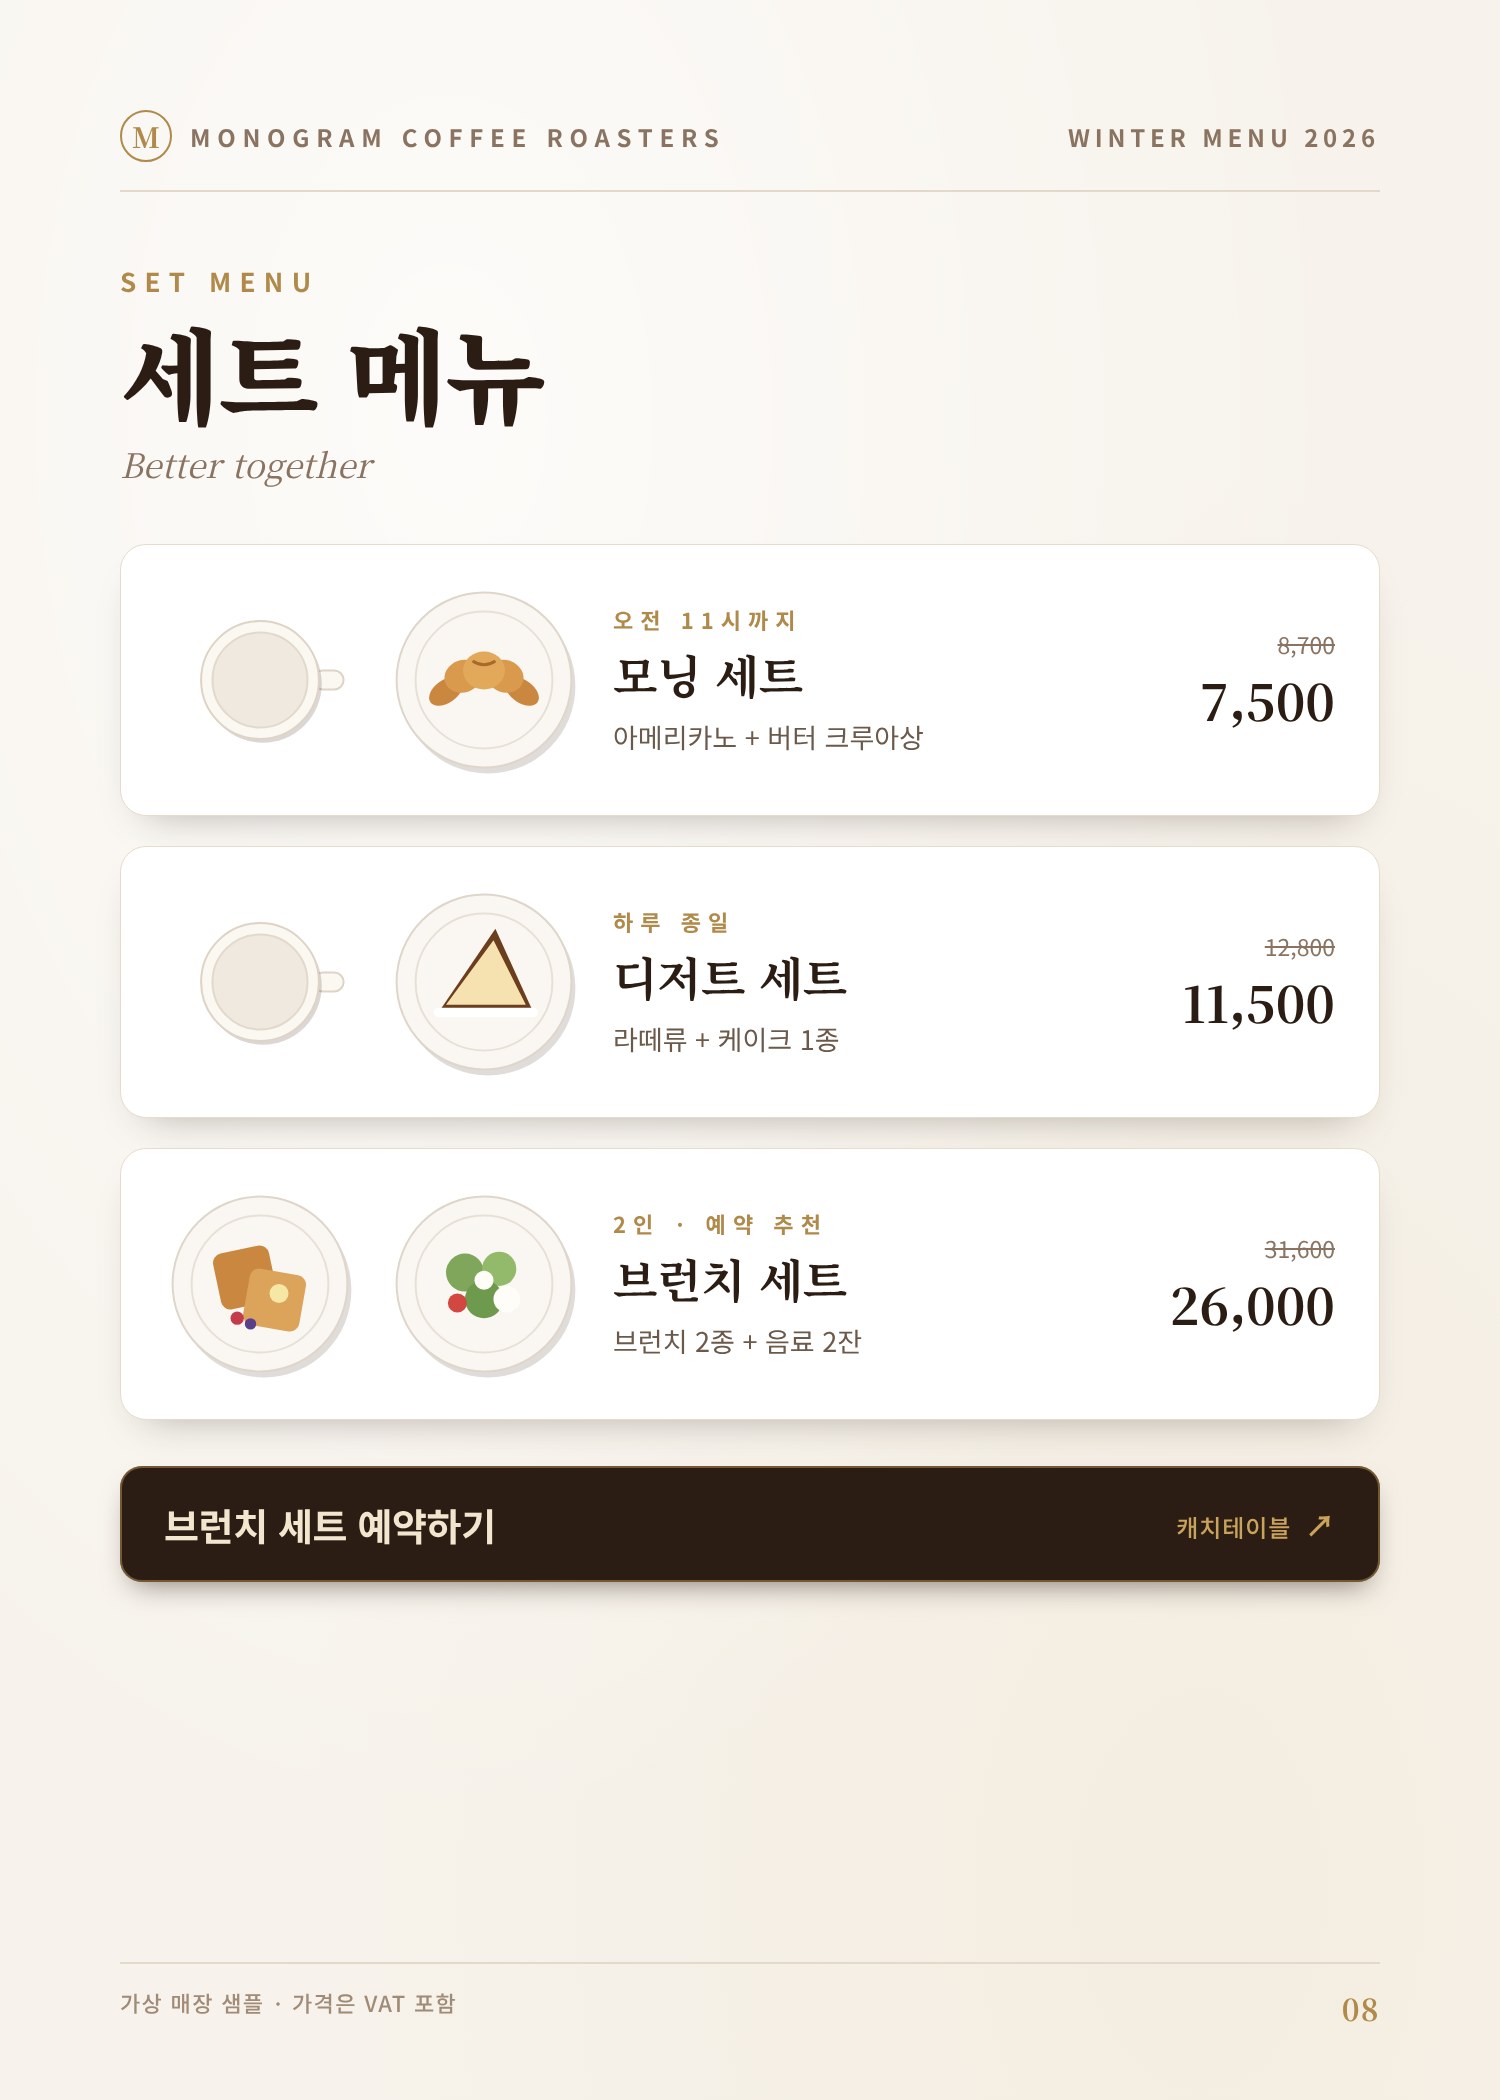 M MONOGRAM COFFEE ROASTERS
WINTER MENU 2026
SET MENU
세트 메뉴
Better together
오전 11시까지
모닝 세트
아메리카노 + 버터 크루아상
8,700
7,500
하루 종일
디저트 세트
라떼류 + 케이크 1종
12,800
11,500
2인 · 예약 추천
브런치 세트
브런치 2종 + 음료 2잔
31,600
26,000
브런치 세트 예약하기
캐치테이블 ↗
가상 매장 샘플 · 가격은 VAT 포함
08